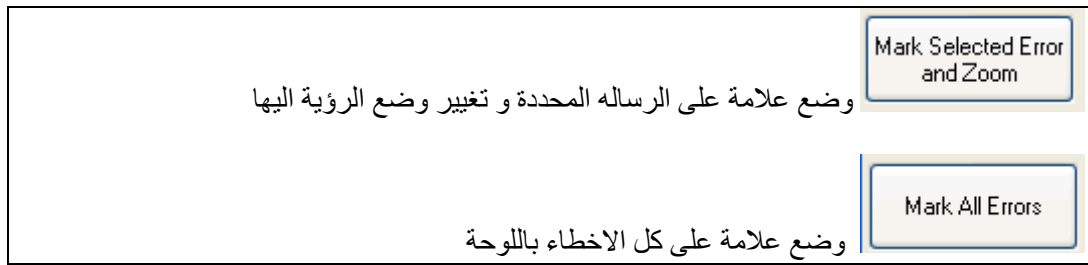 Mark Selected Error
and Zoom
وضع علامة على الرساله المحددة و تغيير وضع الرؤية اليها
Mark All Errors
وضع علامة على كل الاخطاء باللوحة